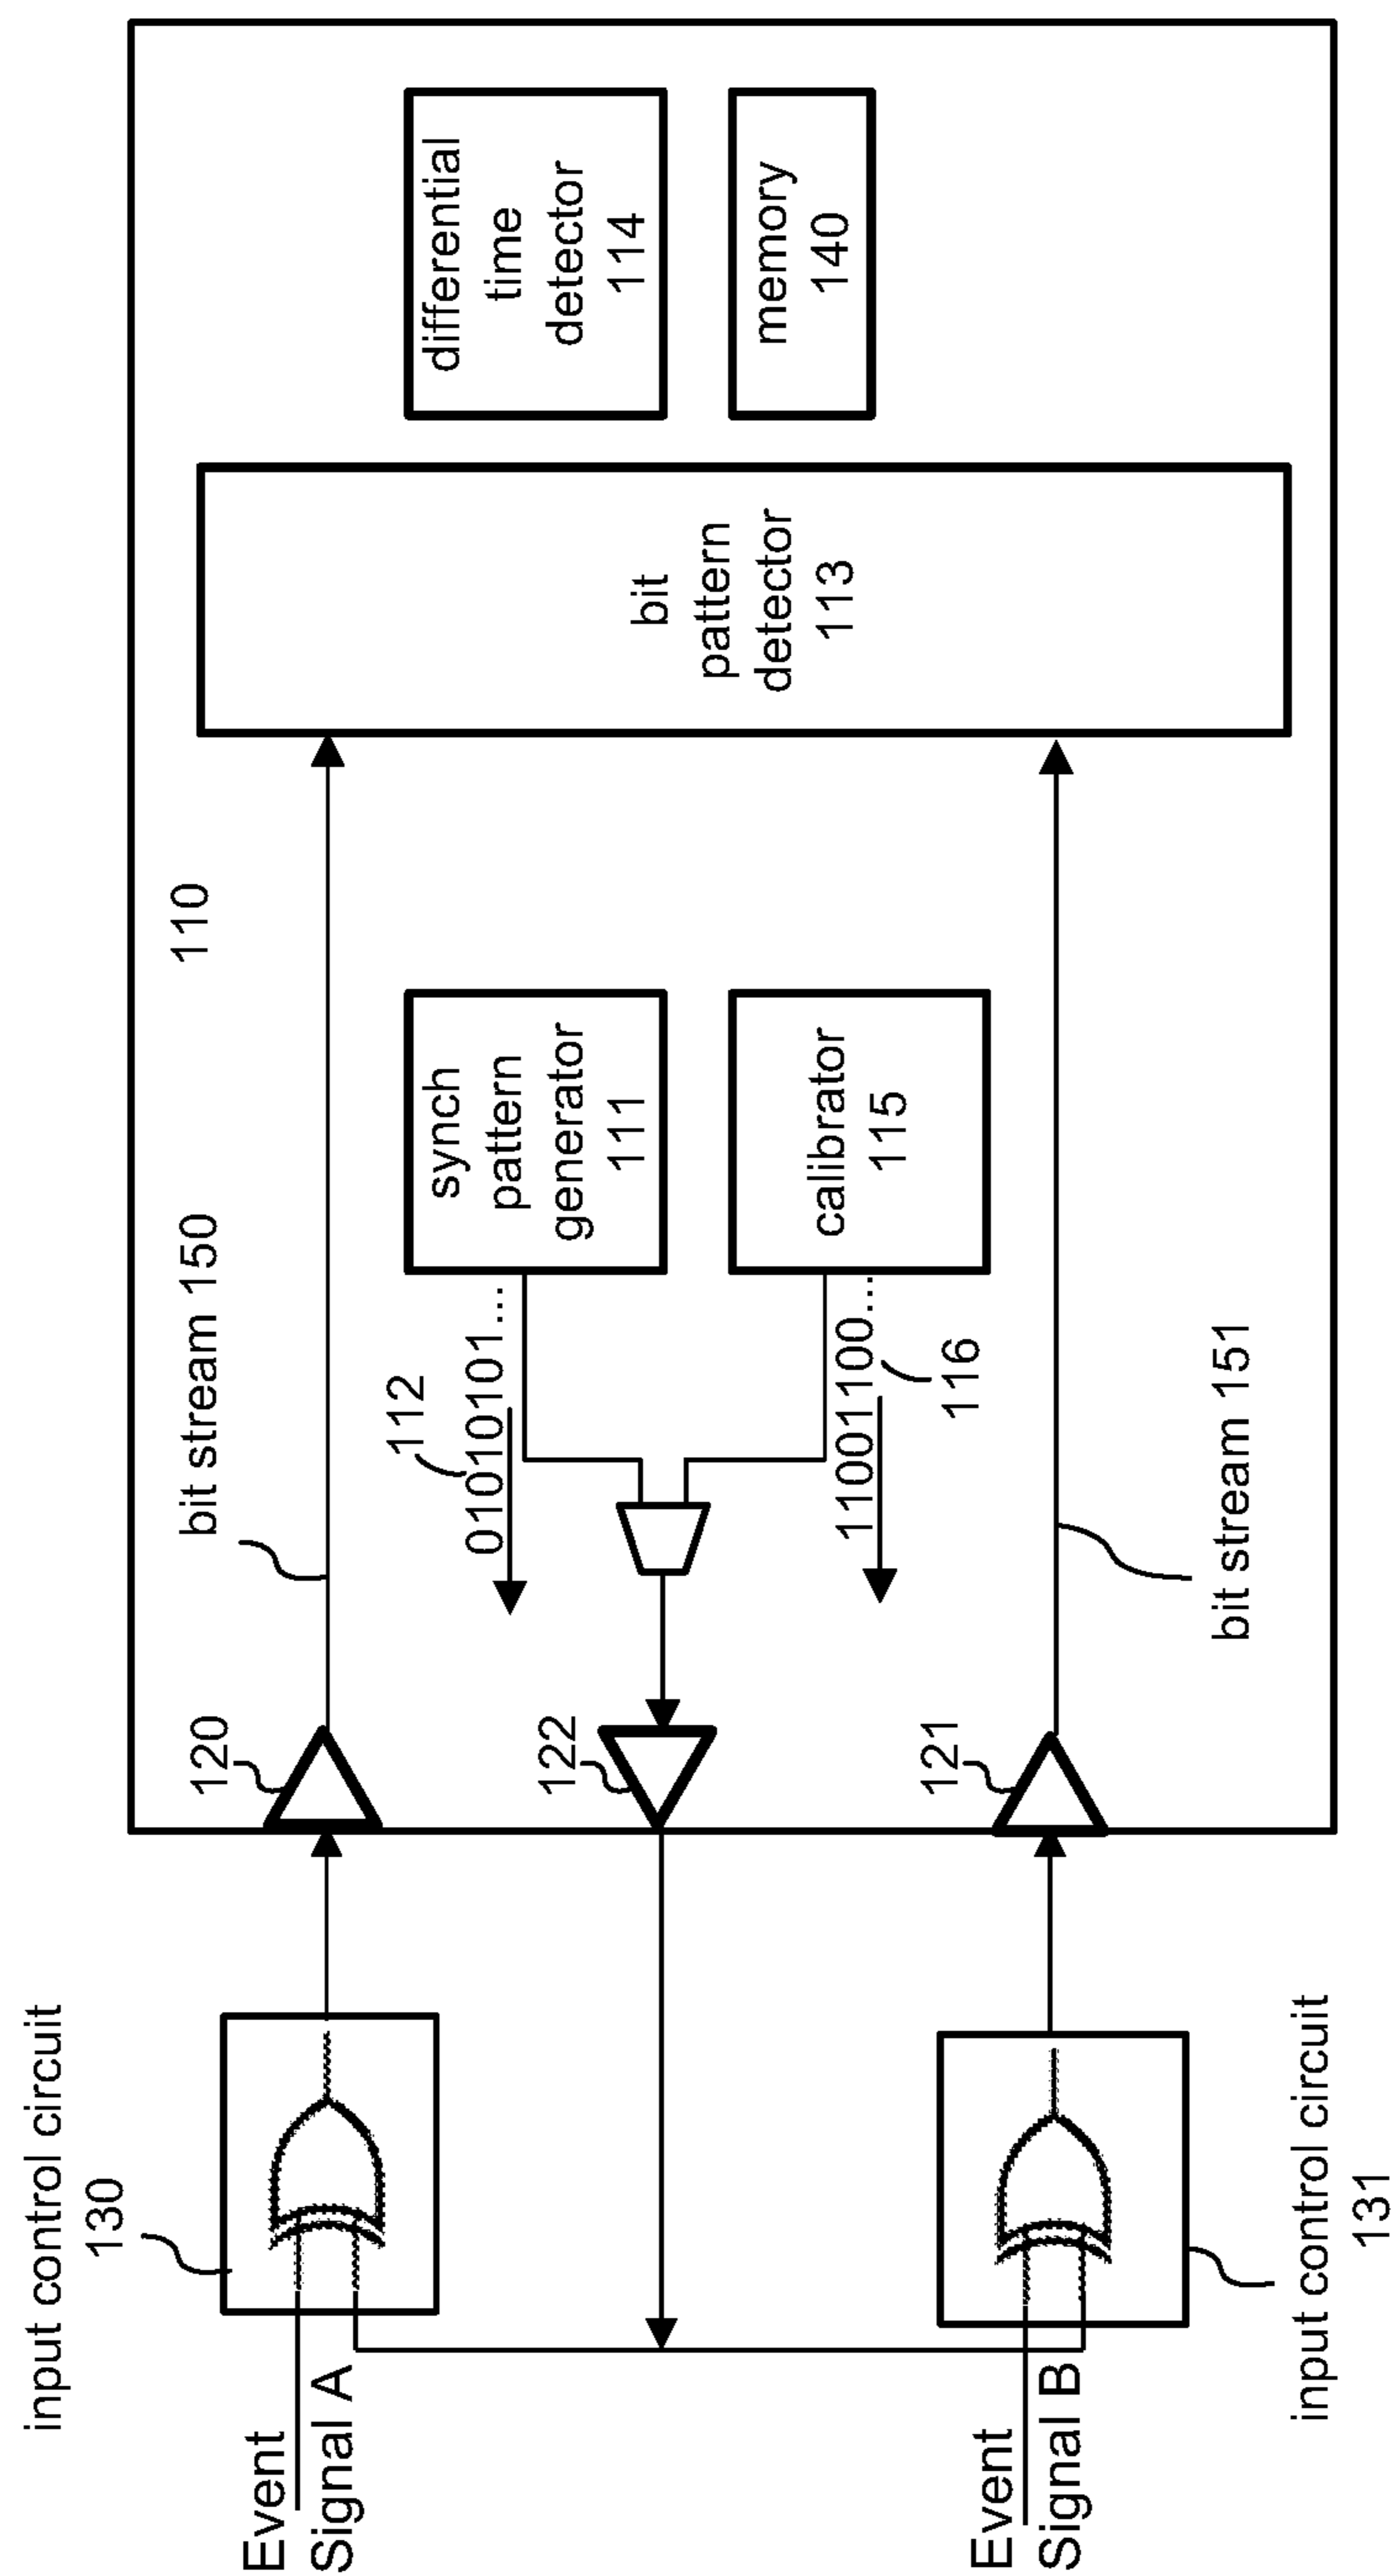 input control circuit
130
Event
Signal A
120
bit stream 150
110
122
112
01010101...
synch
pattern
generator
111
11001100...
116
calibrator
115
bit
pattern
detector
113
differential
time
detector
114
memory
140
Event
Signal B
121
bit stream 151
input control circuit
131